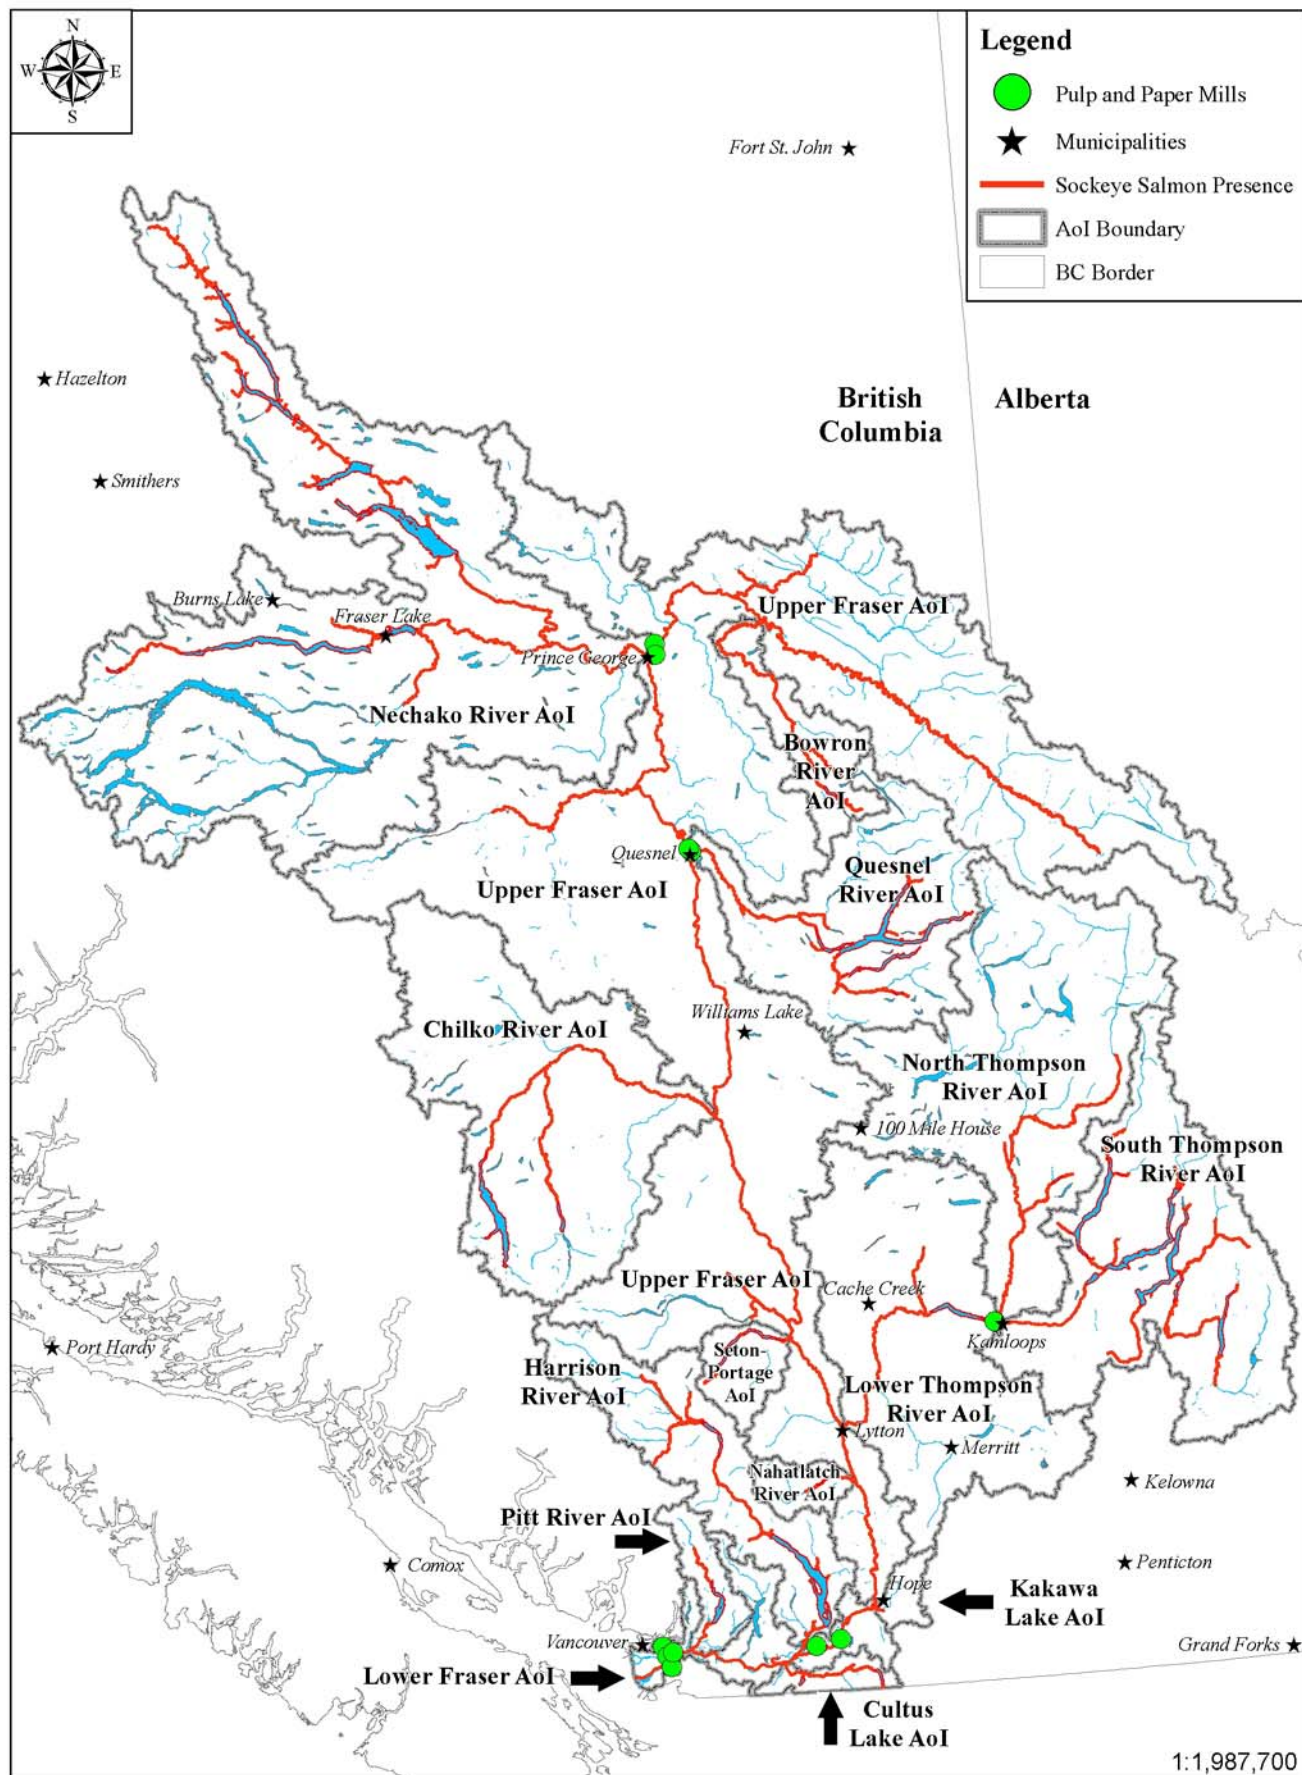 N
W
E
S
Legend
Pulp and Paper Mills
Municipalities
Sockeye Salmon Presence
AoI Boundary
BC Border
Fort St. John
Hazelton
British
Columbia
Alberta
Smithers
Burns Lake
Fraser Lake
Upper Fraser AoI
Prince George
Nechako River AoI
Bowron
River
AoI
Quesnel
Upper Fraser AoI
Quesnel
River AoI
Williams Lake
Chilko River AoI
North Thompson
River AoI
100 Mile House
South Thompson
River AoI
Upper Fraser AoI
Cache Creek
Port Hardy
Kamloops
Seton-
Portage
AoI
Harrison
River AoI
Lower Thompson
River AoI
Lytton
Merritt
Nahatlatch
River AoI
Kelowna
Pitt River AoI
Comox
Penticton
Hope
Kakawa
Lake AoI
Vancouver
Grand Forks
Lower Fraser AoI
Cultus
Lake AoI
1:1,987,700